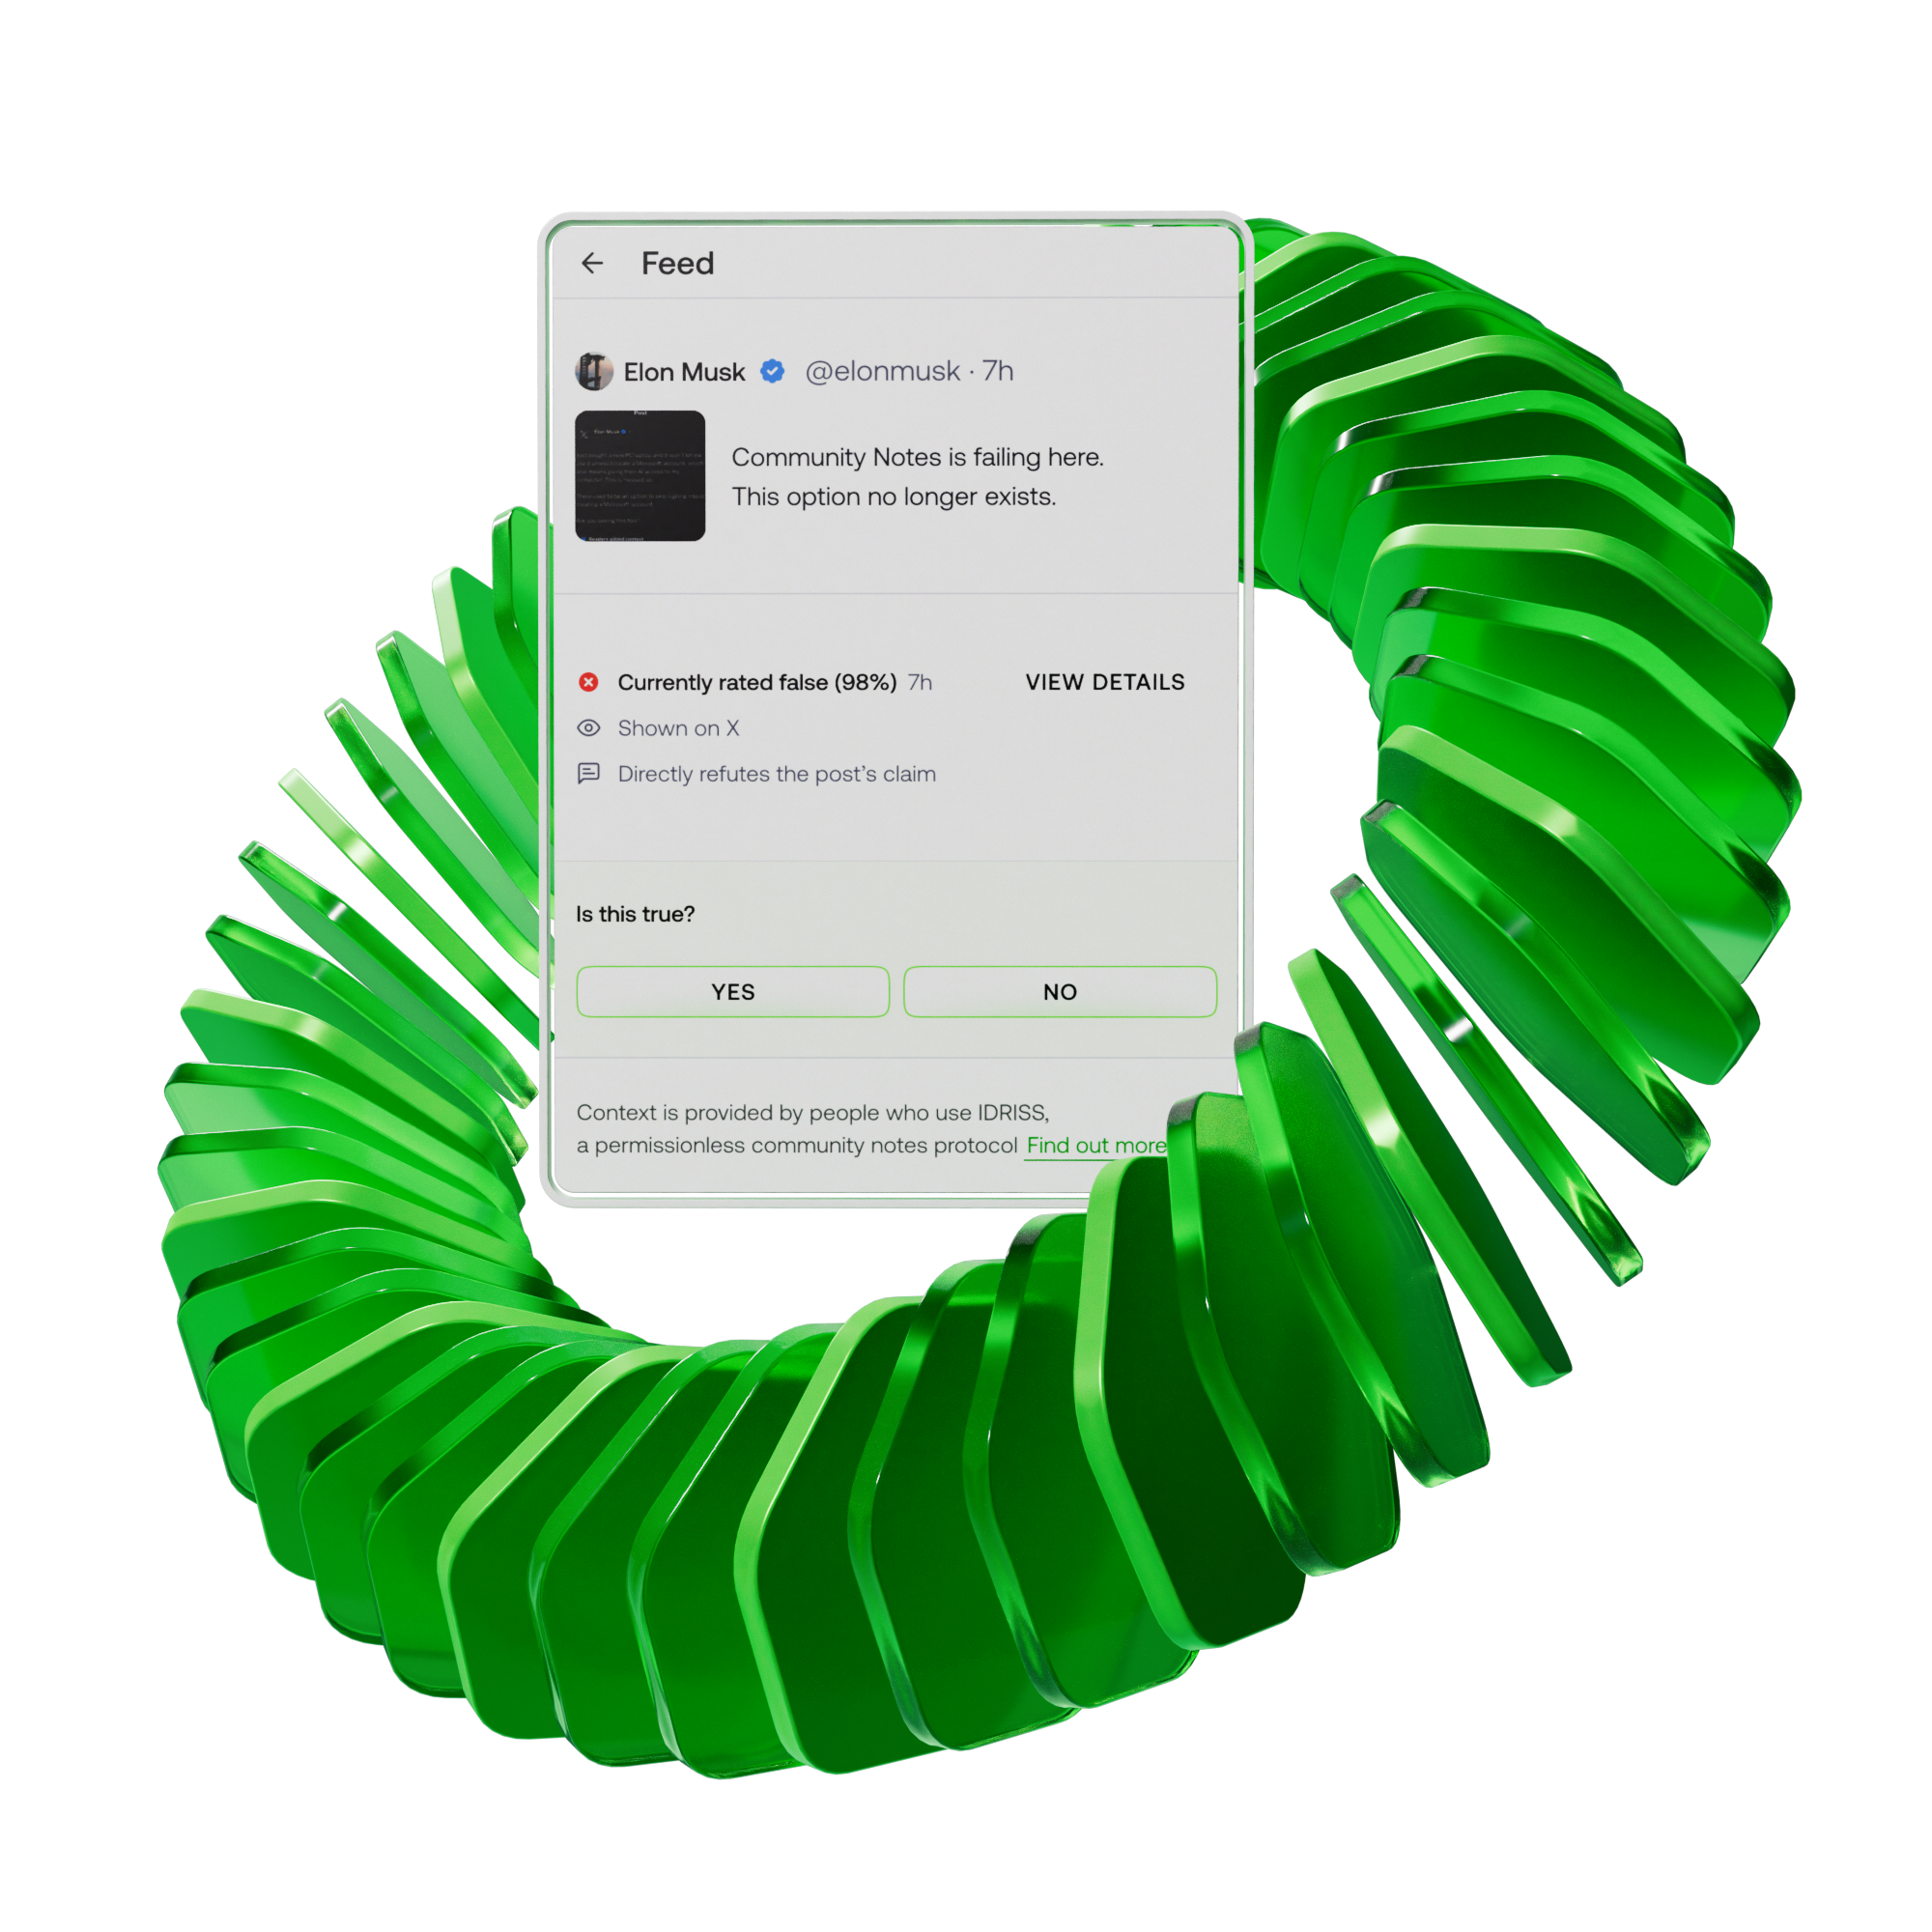 Feed
Elon Musk @elonmusk · 7h
Community Notes is failing here.
This option no longer exists.
Currently rated false (98%) 7h
VIEW DETAILS
Shown on X
Directly refutes the post’s claim
Is this true?
YES
NO
Context is provided by people who use IDRISS,
a permissionless community notes protocol Find out more